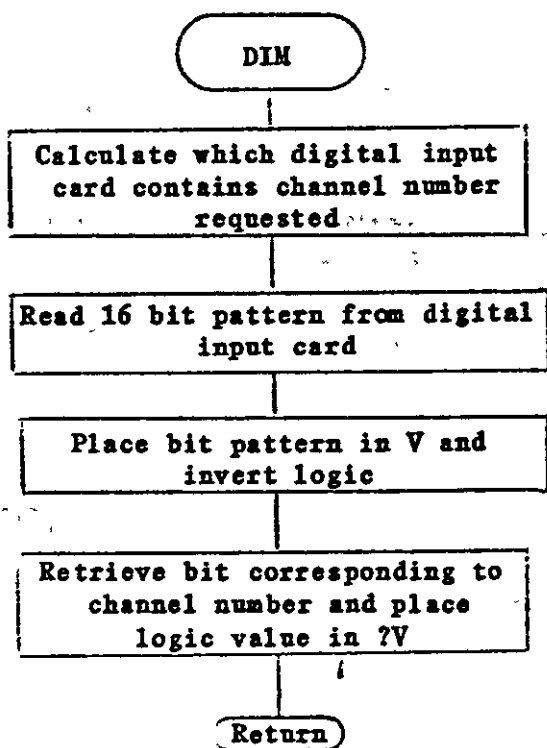 DIM
Calculate which digital input
card contains channel number
requested
Read 16 bit pattern from digital
input card
Place bit pattern in V and
invert logic
Retrieve bit corresponding to
channel number and place
logic value in ?V
Return